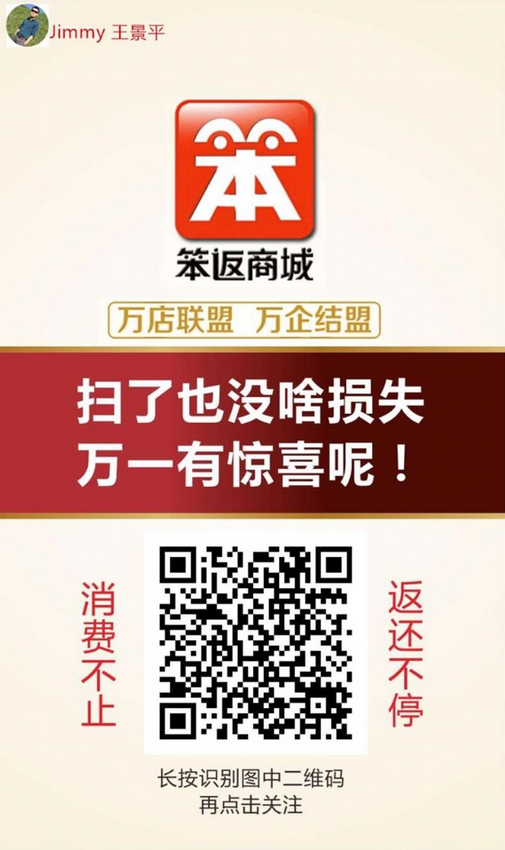 Jimmy 王景平
笨
笨返商城
万店联盟 万企结盟
扫了也没啥损失
万一有惊喜呢！
消费不止
返还不停
长按识别图中二维码
再点击关注